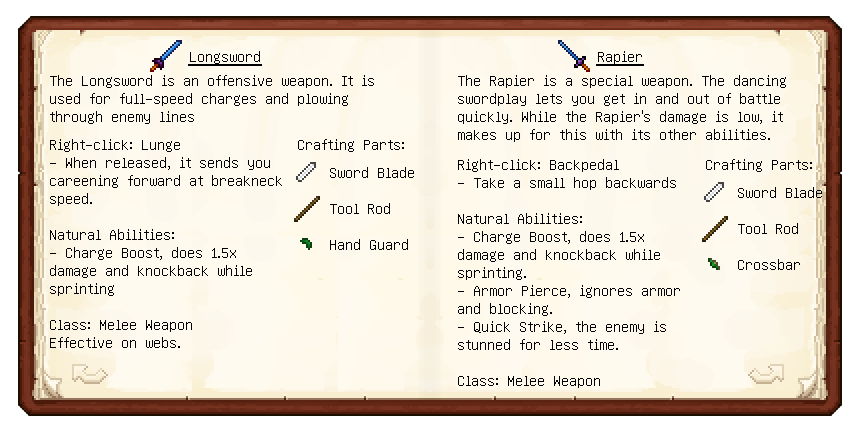 Longsword
The Longsword is an offensive weapon. It is
used for full-speed charges and plowing
through enemy lines
Right-click: Lunge
- When released, it sends you
careening forward at breakneck
speed.
Natural Abilities:
- Charge Boost, does 1.5x
damage and knockback while
sprinting
Class: Melee Weapon
Effective on webs.
Crafting Parts:
Sword Blade
Tool Rod
Hand Guard
Rapier
The Rapier is a special weapon. The dancing
swordplay lets you get in and out of battle
quickly. While the Rapier's damage is low, it
makes up for this with its other abilities.
Right-click: Backpedal
- Take a small hop backwards
Natural Abilities:
- Charge Boost, does 1.5x
damage and knockback while
sprinting.
- Armor Pierce, ignores armor
and blocking.
- Quick Strike, the enemy is
stunned for less time.
Class: Melee Weapon
Crafting Parts:
Sword Blade
Tool Rod
Crossbar